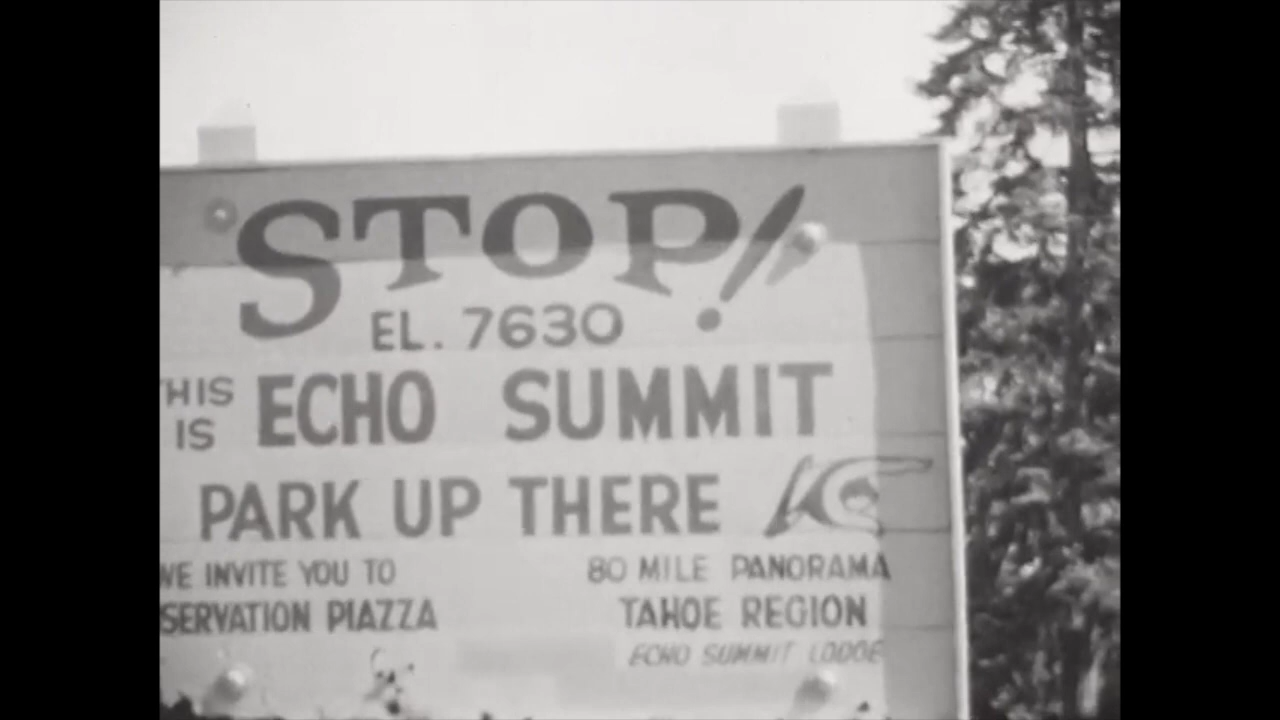 STOP!
EL. 7630
THIS IS ECHO SUMMIT
PARK UP THERE
WE INVITE YOU TO
SERVATION PIAZZA
80 MILE PANORAMA
TAHOE REGION
ECHO SUMMIT LODGE